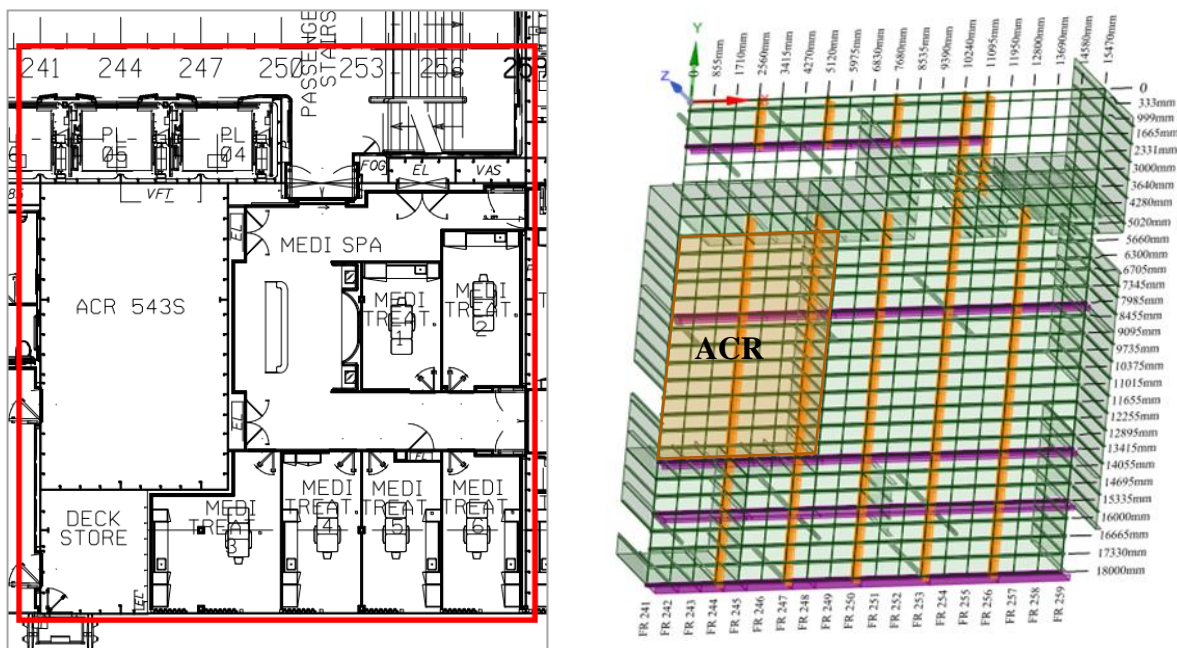 PASSENGE
STAIRS
241 244 247 250 253 256
PL
05
PL
04
FOG
EL
VAS
VFT
EL
MEDI SPA
ACR 543S
MEDI
TREAT.
1
MEDI
TREAT.
2
EL
DECK
STORE
EC
MEDI
TREAT.
3
MEDI
TREAT.
4
MEDI
TREAT.
5
MEDI
TREAT.
6
Y
Z
0
855mm
1710mm
2560mm
3415mm
4270mm
5120mm
5975mm
6830mm
7680mm
8535mm
9390mm
10240mm
11095mm
11950mm
12800mm
13690mm
14580mm
15470mm
0
333mm
999mm
1665mm
2331mm
3000mm
3640mm
4280mm
5020mm
5660mm
6300mm
6705mm
7345mm
7985mm
8455mm
9095mm
9735mm
10375mm
11015mm
11655mm
12255mm
12895mm
13415mm
14055mm
14695mm
15335mm
16000mm
16665mm
17330mm
18000mm
ACR
FR 241
FR 242
FR 243
FR 244
FR 245
FR 246
FR 247
FR 248
FR 249
FR 250
FR 251
FR 252
FR 253
FR 254
FR 255
FR 256
FR 257
FR 258
FR 259